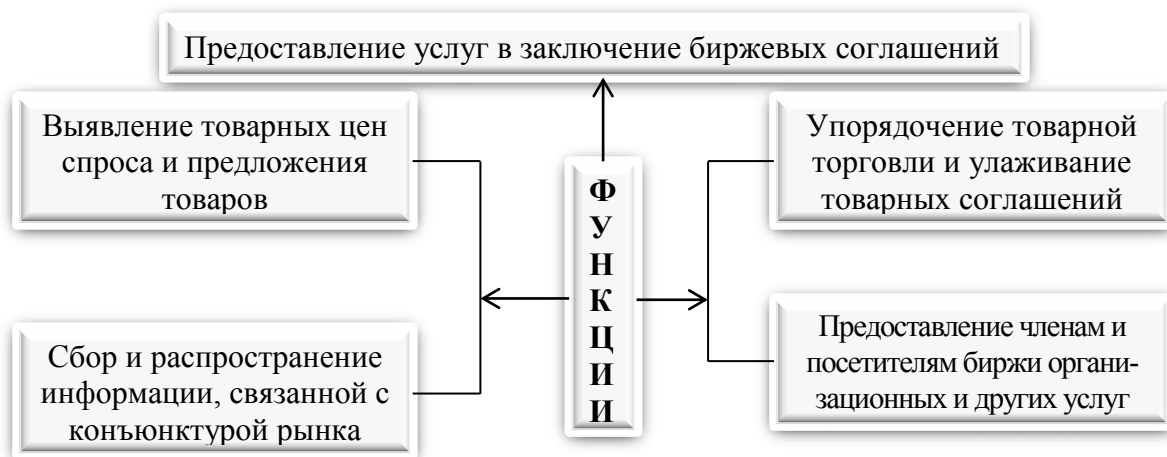 Предоставление услуг в заключение биржевых соглашений
Выявление товарных цен
спроса и предложения
товаров
Упорядочение товарной
торговли и улаживание
товарных соглашений
ФУНКЦИИ
Сбор и распространение
информации, связанной с
конъюнктурой рынка
Предоставление членам и
посетителям биржи органи-
зационных и других услуг